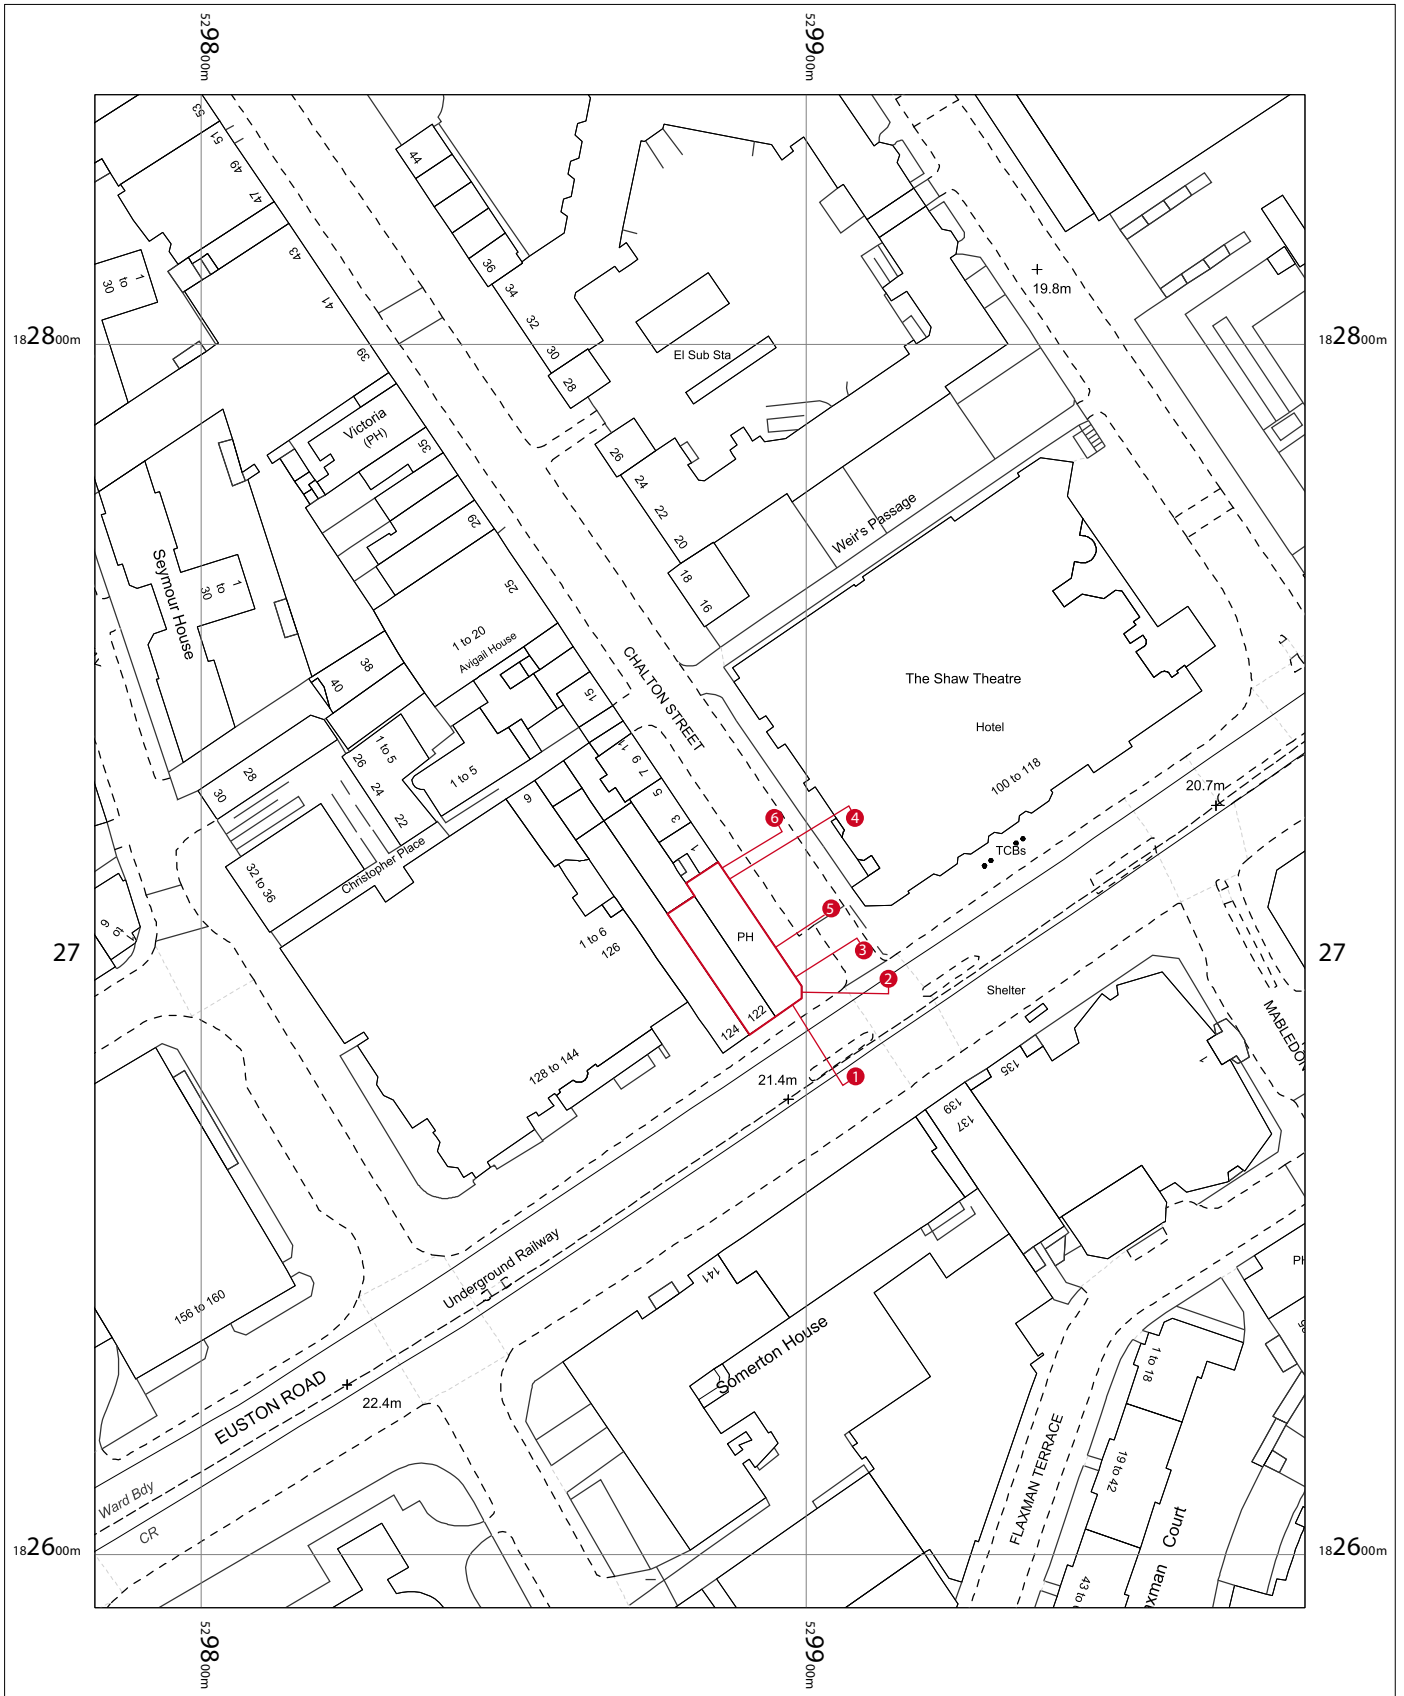 529800m
529900m
53
51
49
47
43
41
39
44
36
34
32
30
28
1
to
30
19.8m
182800m
182800m
El Sub Sta
Victoria
(PH)
35
29
25
26
24
22
20
18
16
Weir's Passage
Seymour House
1
to
30
1 to 20
Avigail House
38
40
15
CHALTON STREET
The Shaw Theatre
Hotel
100 to 118
20.7m
28
30
1 to 5
26
24
22
1 to 5
11
9
7
5
3
9
6
4
TCBs
Christopher Place
32 to 36
5
3
2
1
PH
1 to 6
126
27
27
Shelter
122
124
MABLEDON
128 to 144
21.4m
135
139
137
Underground Railway
141
156 to 160
Somerton House
PH
EUSTON ROAD
22.4m
1 to 18
19 to 42
FLAXMAN TERRACE
Ward Bdy
CR
Court
xman
43 to
182600m
182600m
529800m
529900m